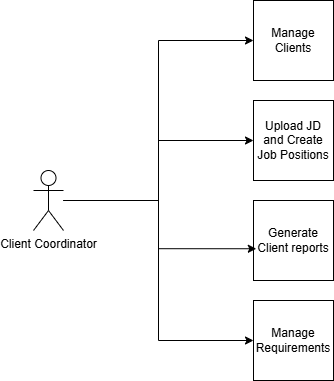 Manage
Clients
Upload JD
and Create
Job Positions
Client Coordinator
Generate
Client reports
Manage
Requirements